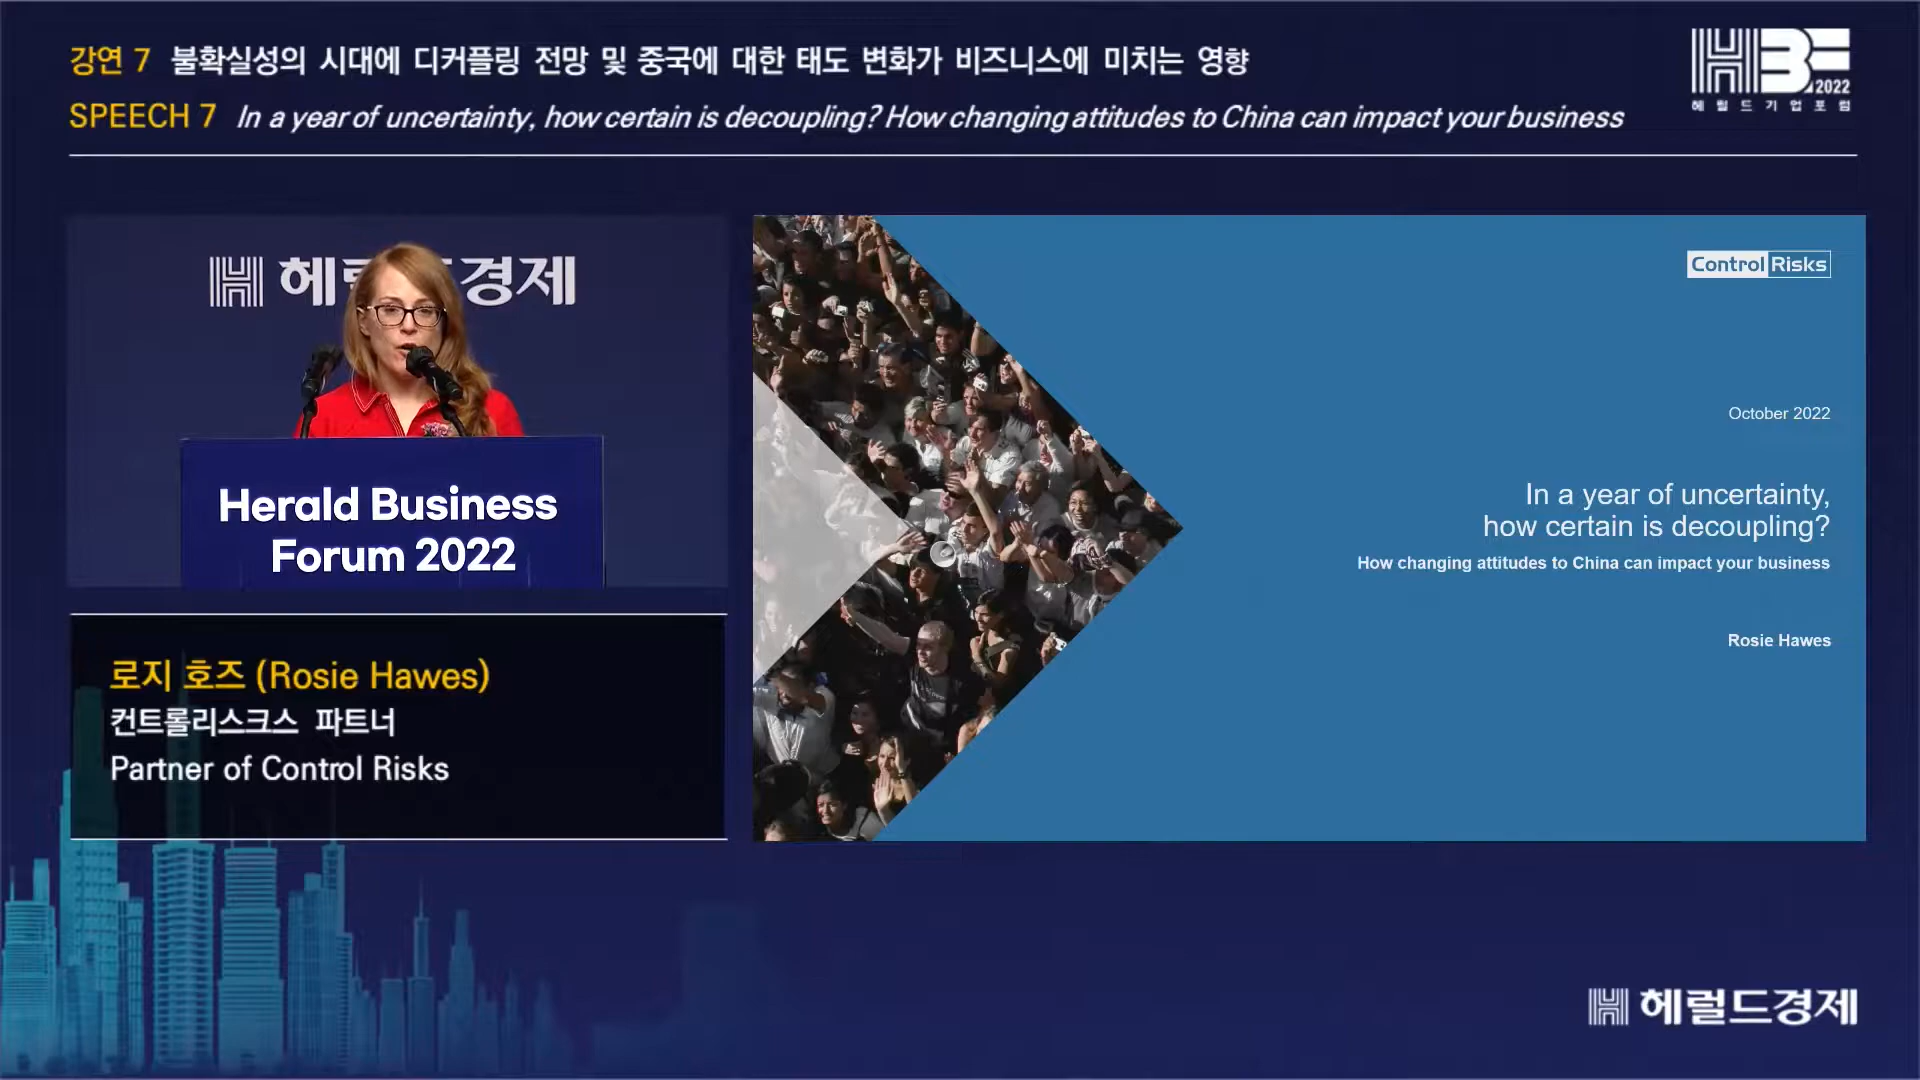 강연 7 불확실성의 시대에 디커플링 전망 및 중국에 대한 태도 변화가 비즈니스에 미치는 영향
SPEECH 7 In a year of uncertainty, how certain is decoupling? How changing attitudes to China can impact your business
HBF 2022
헤럴드기업포럼
헤럴드경제
Herald Business
Forum 2022
로지 호즈 (Rosie Hawes)
컨트롤리스크스 파트너
Partner of Control Risks
Control Risks
October 2022
In a year of uncertainty,
how certain is decoupling?
How changing attitudes to China can impact your business
Rosie Hawes
헤럴드경제